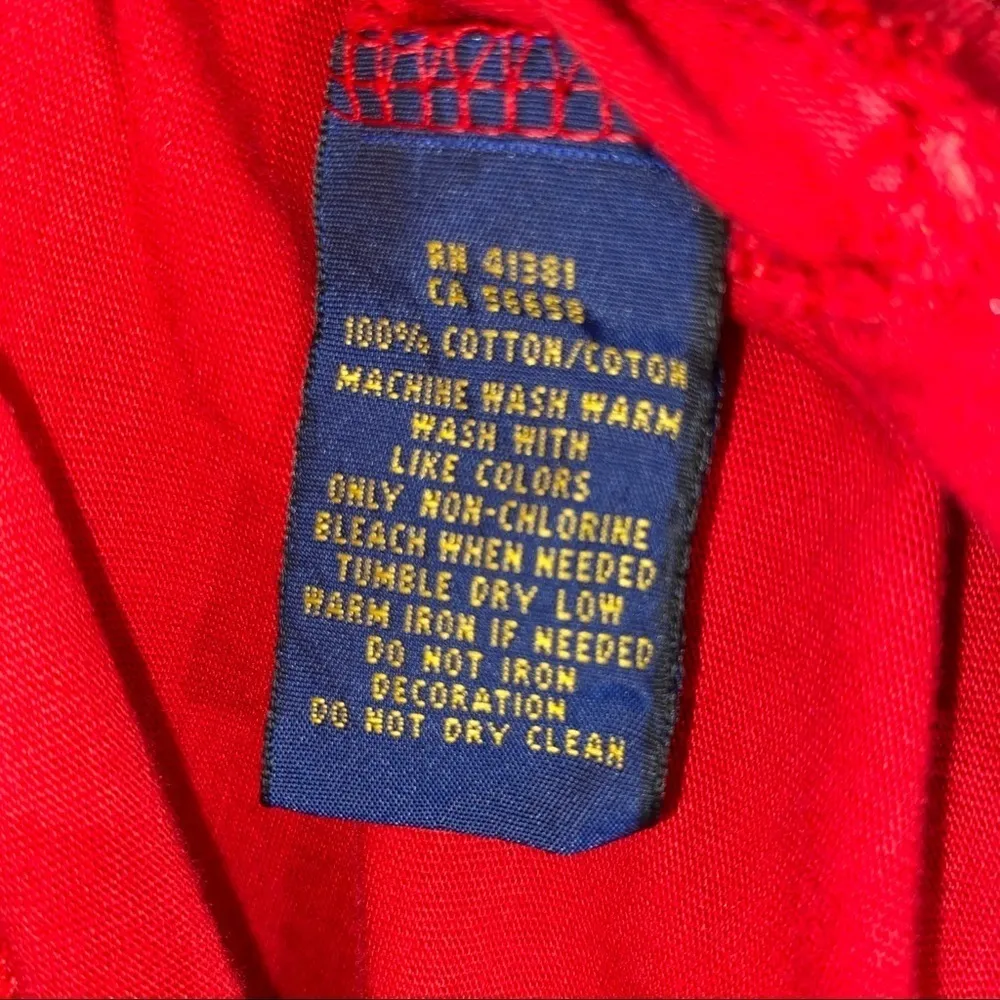 RN 41381
CA 56658
100% COTTON/COTON
MACHINE WASH WARM
WASH WITH
LIKE COLORS
ONLY NON-CHLORINE
BLEACH WHEN NEEDED
TUMBLE DRY LOW
WARM IRON IF NEEDED
DO NOT IRON
DECORATION
DO NOT DRY CLEAN